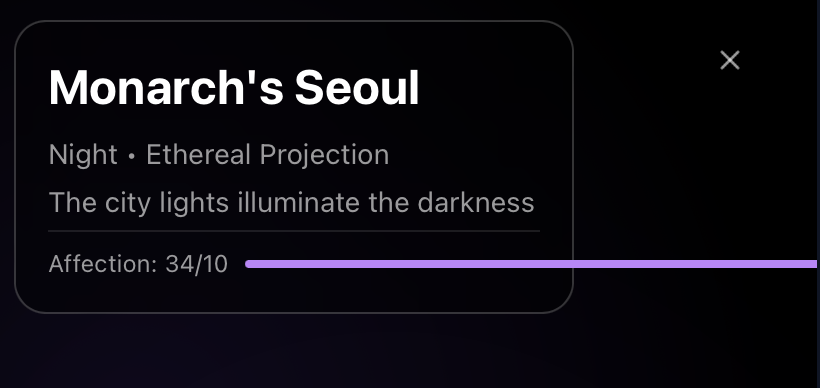 Monarch's Seoul
Night • Ethereal Projection
The city lights illuminate the darkness
Affection: 34/10